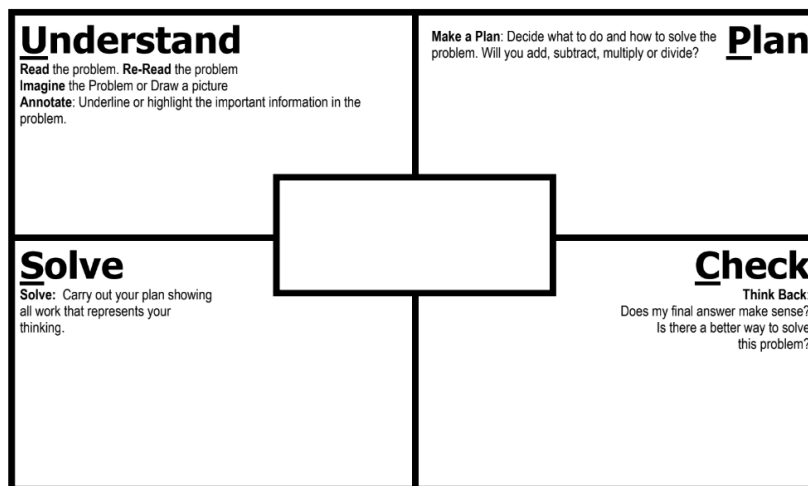 Understand
Read the problem. Re-Read the problem
Imagine the Problem or Draw a picture
Annotate: Underline or highlight the important information in the
problem.
Plan
Make a Plan: Decide what to do and how to solve the
problem. Will you add, subtract, multiply or divide?
Solve
Solve: Carry out your plan showing
all work that represents your
thinking.
Check
Think Back:
Does my final answer make sense?
Is there a better way to solve
this problem?